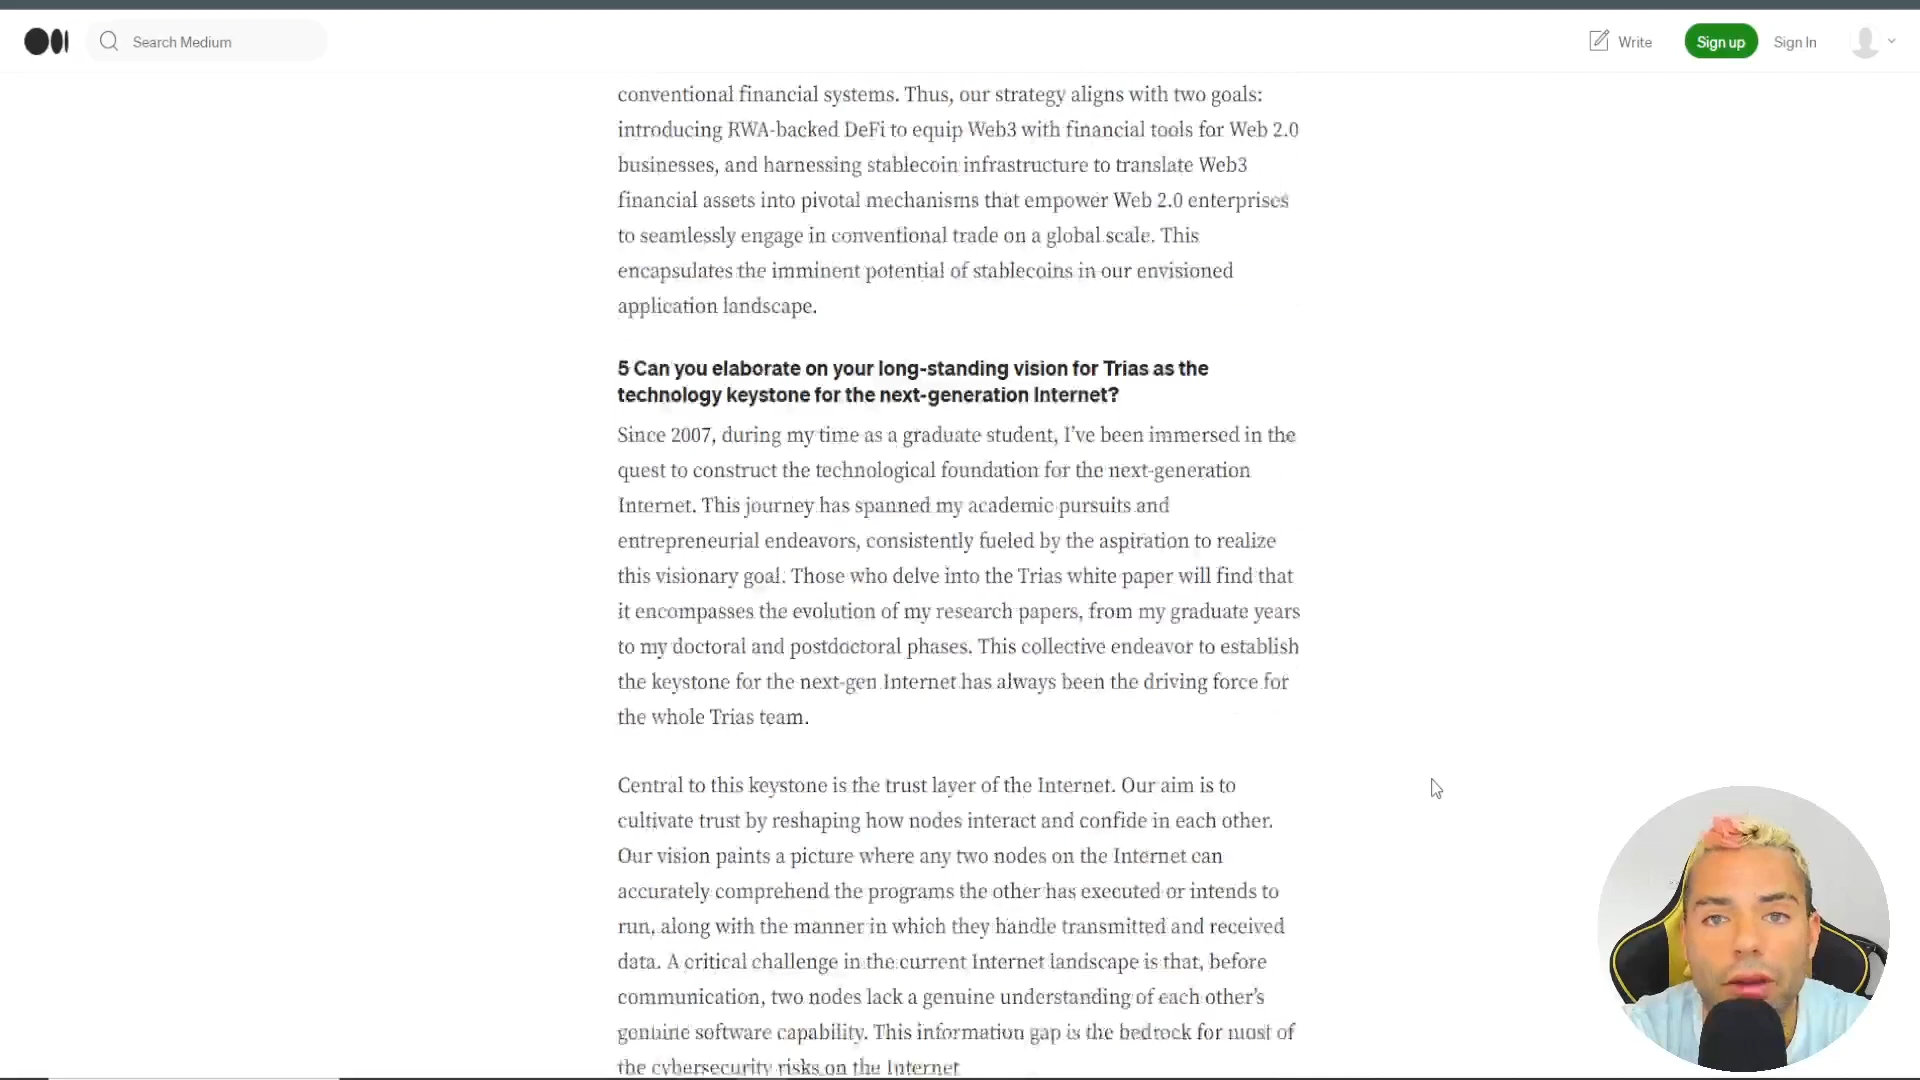 Search Medium
Write
Sign up
Sign In
conventional financial systems. Thus, our strategy aligns with two goals:
introducing RWA-backed DeFi to equip Web3 with financial tools for Web 2.0
businesses, and harnessing stablecoin infrastructure to translate Web3
financial assets into pivotal mechanisms that empower Web 2.0 enterprises
to seamlessly engage in conventional trade on a global scale. This
encapsulates the imminent potential of stablecoins in our envisioned
application landscape.
5 Can you elaborate on your long-standing vision for Trias as the
technology keystone for the next-generation Internet?
Since 2007, during my time as a graduate student, I've been immersed in the
quest to construct the technological foundation for the next-generation
Internet. This journey has spanned my academic pursuits and
entrepreneurial endeavors, consistently fueled by the aspiration to realize
this visionary goal. Those who delve into the Trias white paper will find that
it encompasses the evolution of my research papers, from my graduate years
to my doctoral and postdoctoral phases. This collective endeavor to establish
the keystone for the next-gen Internet has always been the driving force for
the whole Trias team.
Central to this keystone is the trust layer of the Internet. Our aim is to
cultivate trust by reshaping how nodes interact and confide in each other.
Our vision paints a picture where any two nodes on the Internet can
accurately comprehend the programs the other has executed or intends to
run, along with the manner in which they handle transmitted and received
data. A critical challenge in the current Internet landscape is that, before
communication, two nodes lack a genuine understanding of each other's
genuine software capability. This information gap is the bedrock for most of
the cybersecurity risks on the Internet